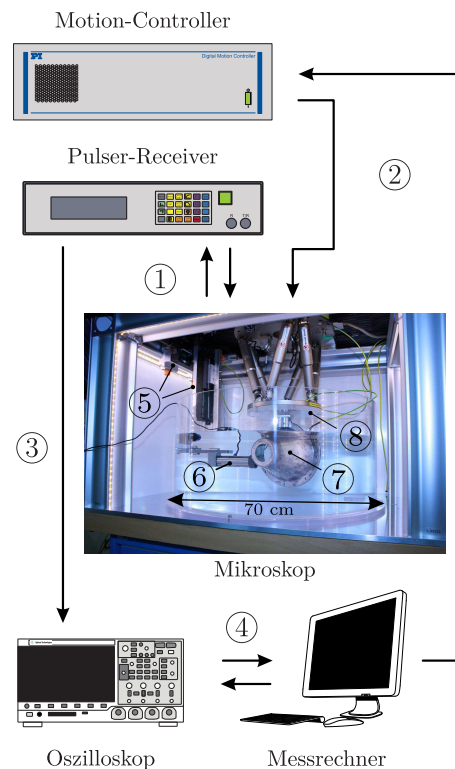 Motion-Controller
PI
Digital Motion Controller
Pulser-Receiver
R T/R
②
①
⑤
⑧
③
⑥
⑦
70 cm
Mikroskop
④
Oszilloskop
Messrechner